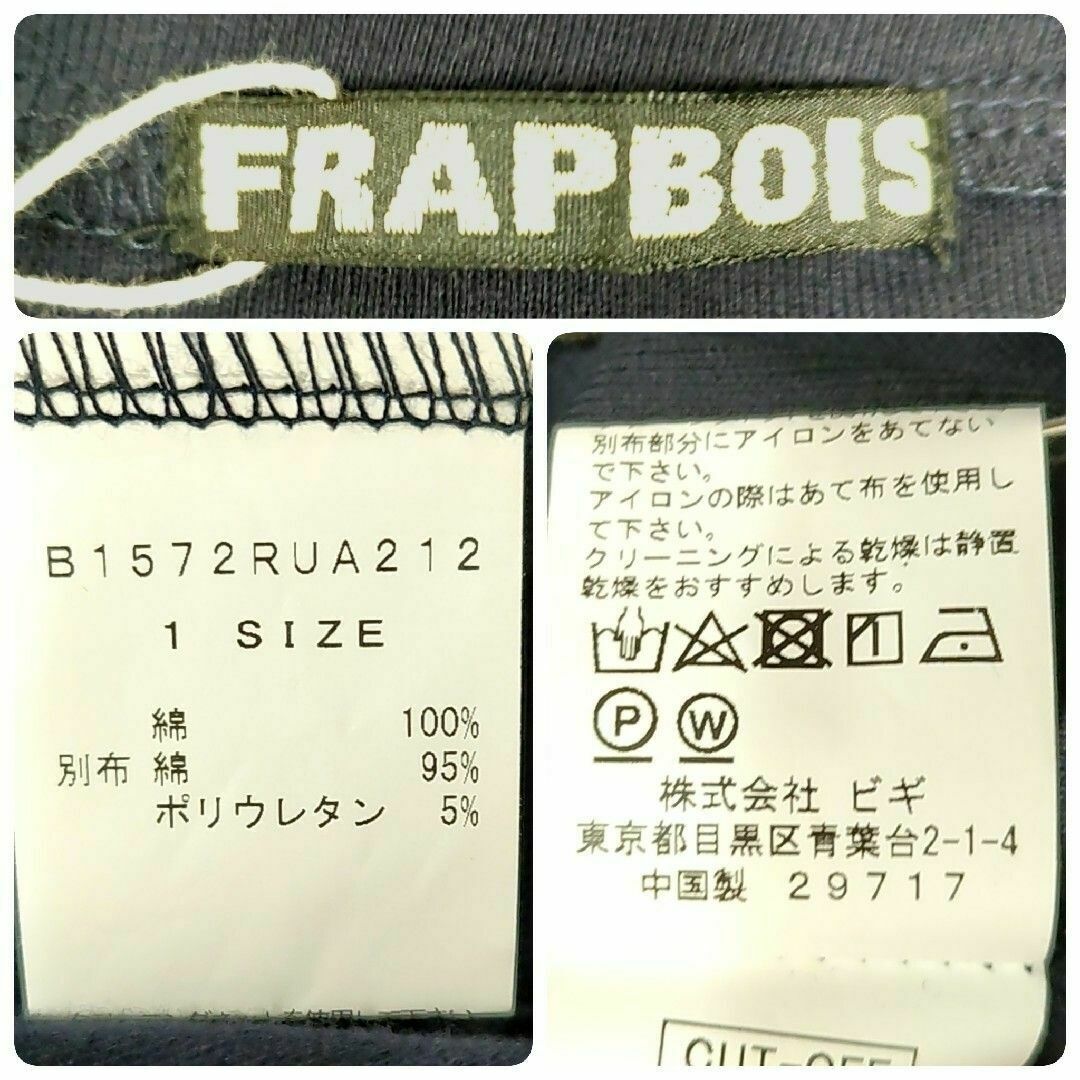 FRAPBOIS
B1572RUA212
1 SIZE
綿 100%
別布 綿 95%
ポリウレタン 5%
別布部分にアイロンをあてない
で下さい。
アイロンの際はあて布を使用し
て下さい。
クリーニングによる乾燥は静置
乾燥をおすすめします。
P W
株式会社 ビギ
東京都目黒区青葉台2-1-4
中国製 29717
CUT-OFF